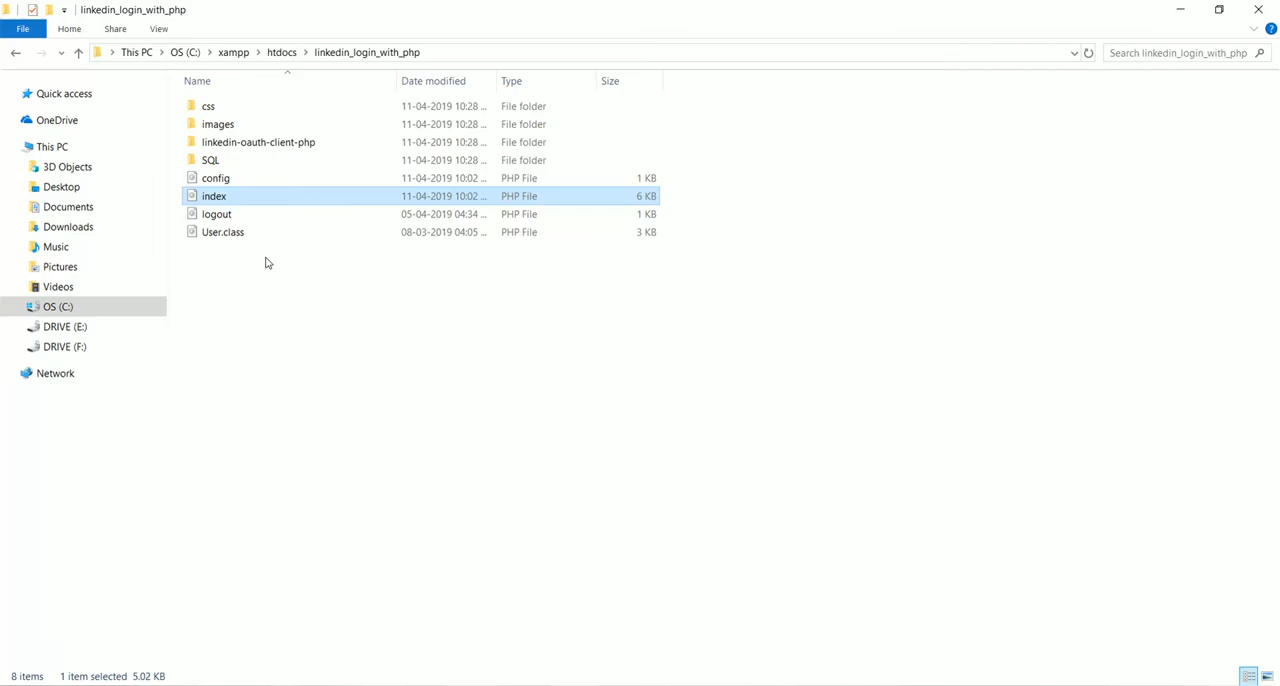 linkedin_login_with_php
File Home Share View
This PC OS (C:) xampp htdocs linkedin_login_with_php Search linkedin_login_with_php
Name Date modified Type Size
Quick access
OneDrive
This PC
3D Objects
Desktop
Documents
Downloads
Music
Pictures
Videos
OS (C:)
DRIVE (E:)
DRIVE (F:)
Network
css 11-04-2019 10:28 ... File folder
images 11-04-2019 10:28 ... File folder
linkedin-oauth-client-php 11-04-2019 10:28 ... File folder
SQL 11-04-2019 10:28 ... File folder
config 11-04-2019 10:02 ... PHP File 1 KB
index 11-04-2019 10:02 ... PHP File 6 KB
logout 05-04-2019 04:34 ... PHP File 1 KB
User.class 08-03-2019 04:05 ... PHP File 3 KB
8 items 1 item selected 5.02 KB